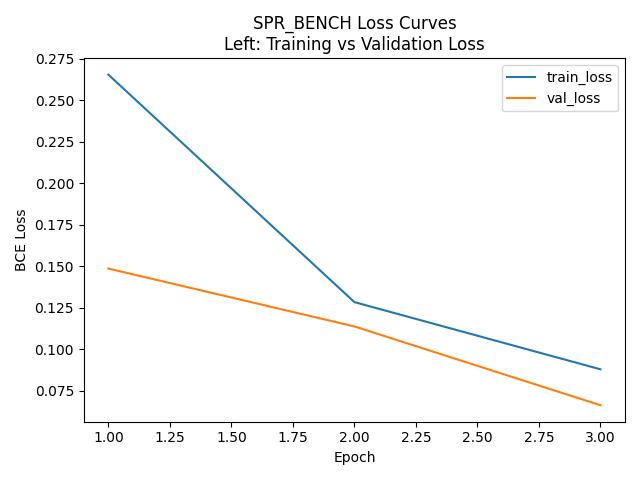 SPR_BENCH Loss Curves
Left: Training vs Validation Loss
train_loss
val_loss
BCE Loss
0.275
0.250
0.225
0.200
0.175
0.150
0.125
0.100
0.075
1.00 1.25 1.50 1.75 2.00 2.25 2.50 2.75 3.00
Epoch